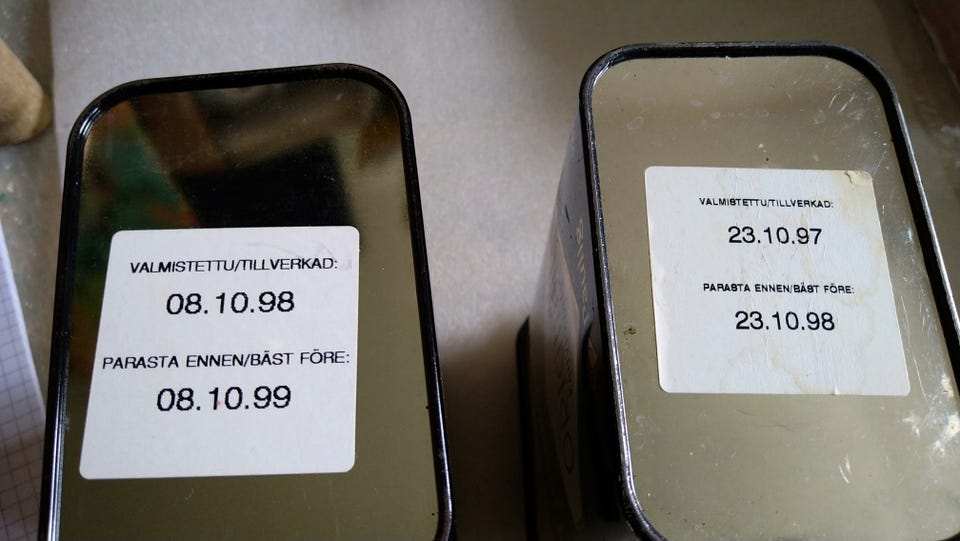 VALMISTETTU/TILLVERKAD:
08.10.98
PARASTA ENNEN/BÄST FÖRE:
08.10.99
VALMISTETTU/TILLVERKAD:
23.10.97
PARASTA ENNEN/BÄST FÖRE:
23.10.98